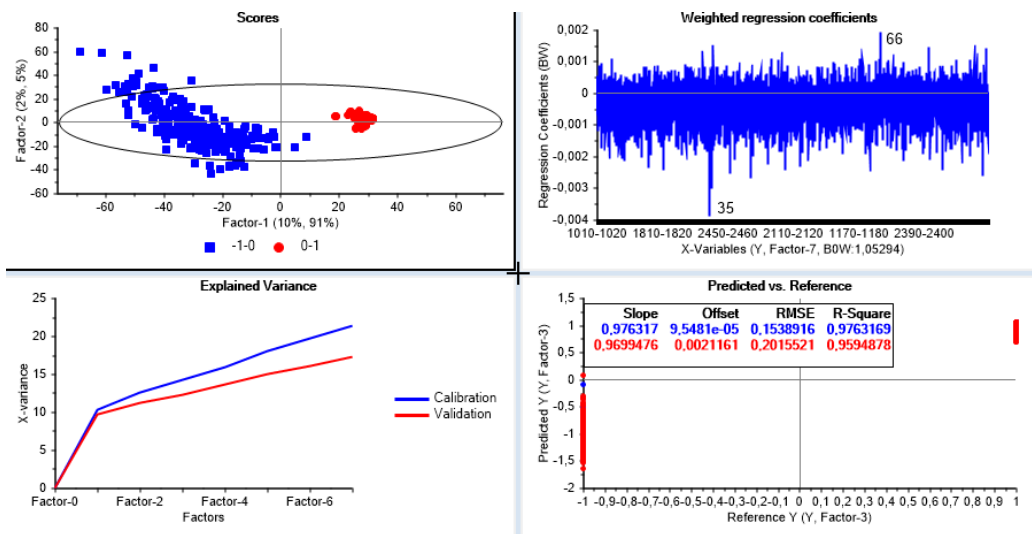 Scores
80
60
40
20
0
-20
-40
-60
Factor-2 (2%, 5%)
-60 -40 -20 0 20 40 60
Factor-1 (10%, 91%)
-1-0 0-1
Weighted regression coefficients
0,002
0,001
0
-0,001
-0,002
-0,003
-0,004
Regression Coefficients (BW)
66
35
1010-1020 1810-1820 2450-2460 2110-2120 1170-1180 2390-2400
X-Variables (Y, Factor-7, B0W:1,05294)
Explained Variance
25
20
15
10
5
0
X-variance
Calibration
Validation
Factor-0 Factor-2 Factor-4 Factor-6
Factors
Predicted vs. Reference
1,5
1
0,5
0
-0,5
-1
-1,5
-2
Predicted Y (Y, Factor-3)
Slope Offset RMSE R-Square
0,976317 9,5481e-05 0,1538916 0,9763169
0,9699476 0,0021161 0,2015521 0,9594878
-1 -0,9-0,8-0,7-0,6-0,5-0,4-0,3-0,2-0,1 0 0,1 0,2 0,3 0,4 0,5 0,6 0,7 0,8 0,9 1
Reference Y (Y, Factor-3)